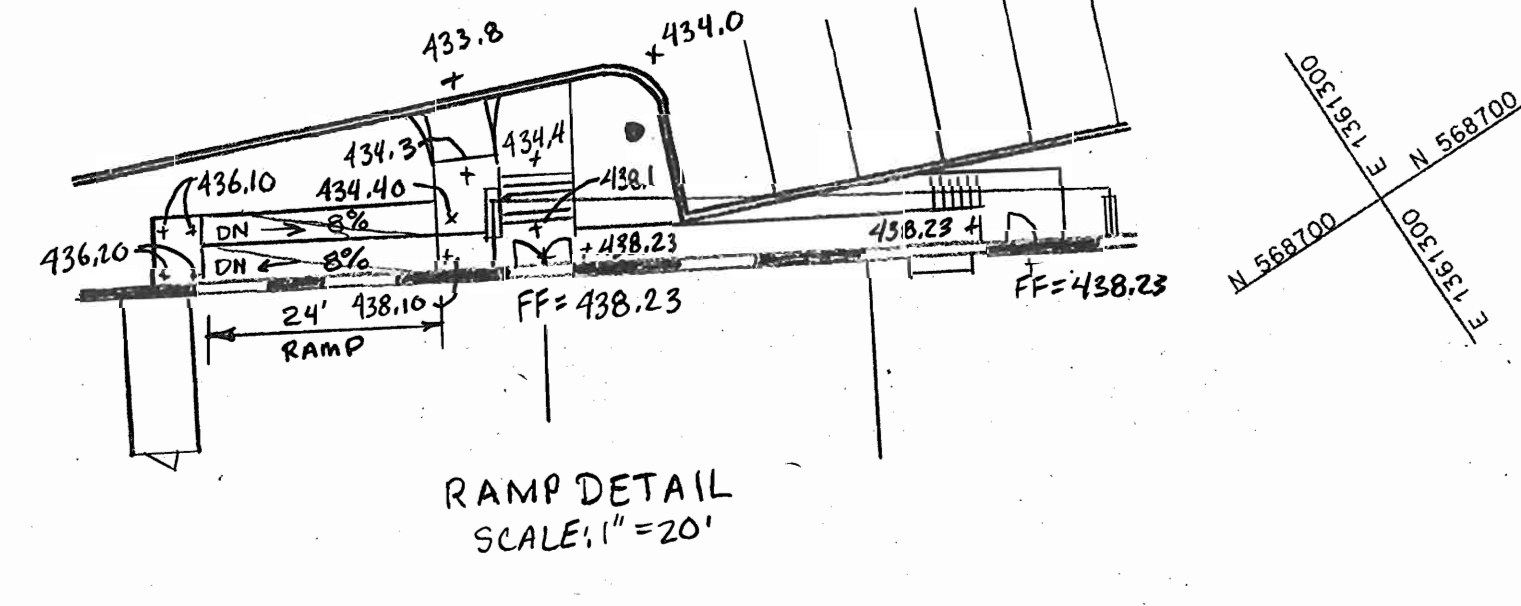 433.8
434.0
434.3
434.4
436.10
434.40
438.1
DN → 8%
436.20
DN ← 8%
438.23
438.23
24'
RAMP
438.10
FF = 438.23
FF = 438.23
RAMP DETAIL
SCALE: 1" = 20'
E 1361300
N 568700
N 568700
E 1361300